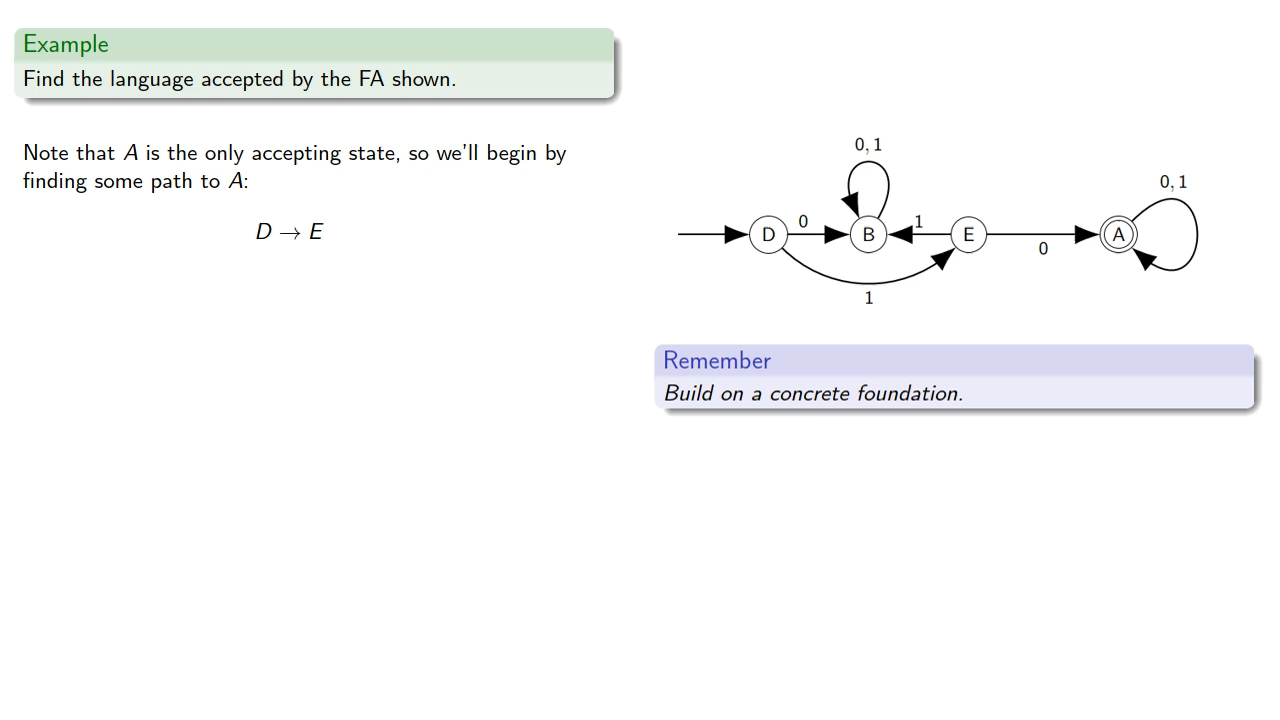 Example
Find the language accepted by the FA shown.
Note that A is the only accepting state, so we'll begin by
finding some path to A:
D → E
0, 1
0, 1
D
0
B
1
E
0
A
1
Remember
Build on a concrete foundation.